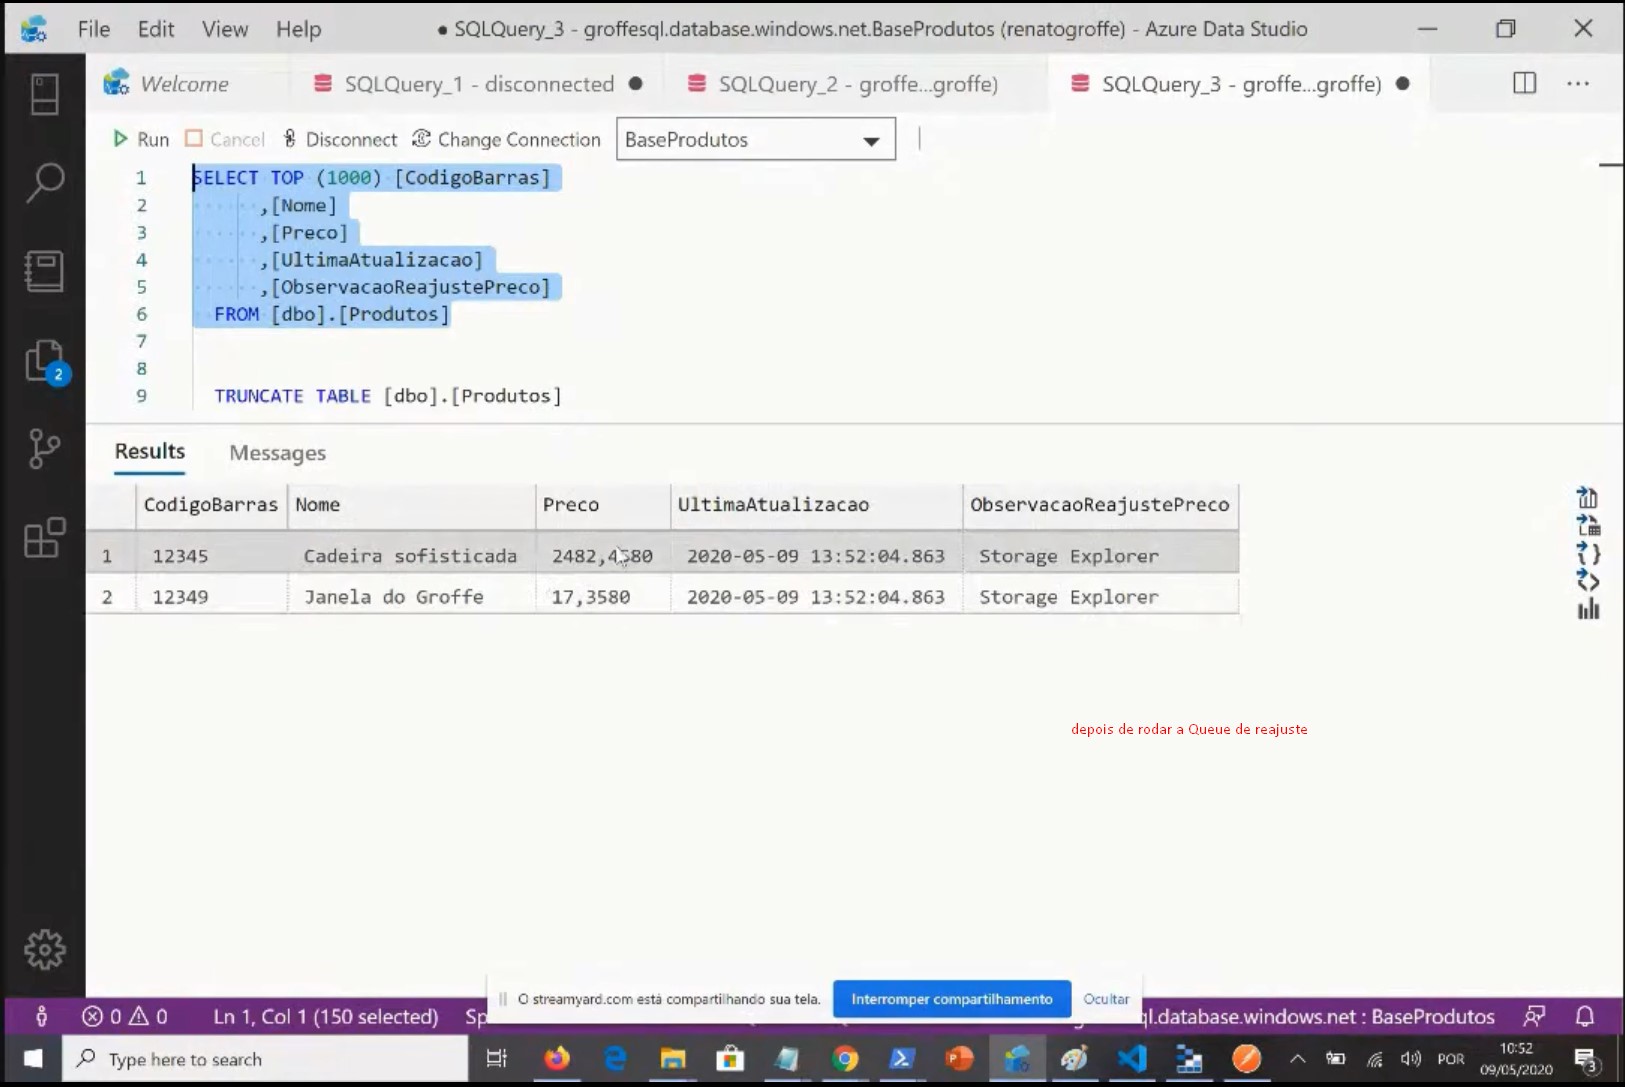 File Edit View Help ● SQLQuery_3 - groffesql.database.windows.net.BaseProdutos (renatogroffe) - Azure Data Studio
Welcome SQLQuery_1 - disconnected ● SQLQuery_2 - groffe...groffe) SQLQuery_3 - groffe...groffe) ● ...
Run Cancel Disconnect Change Connection BaseProdutos
1 SELECT TOP (1000) [CodigoBarras]
2 ,[Nome]
3 ,[Preco]
4 ,[UltimaAtualizacao]
5 ,[ObservacaoReajustePreco]
6 FROM [dbo].[Produtos]
7
8
9 TRUNCATE TABLE [dbo].[Produtos]
2
Results Messages
CodigoBarras Nome Preco UltimaAtualizacao ObservacaoReajustePreco
1 12345 Cadeira sofisticada 2020-05-09 13:52:04.863 Storage Explorer
2 12349 Janela do Groffe 17,3580 2020-05-09 13:52:04.863 Storage Explorer
depois de rodar a Queue de reajuste
O streamyard.com está compartilhando sua tela. Interromper compartilhamento Ocultar
0 0 Ln 1, Col 1 (150 selected) Sp ql.database.windows.net : BaseProdutos
Type here to search POR 10:52
09/05/2020 3